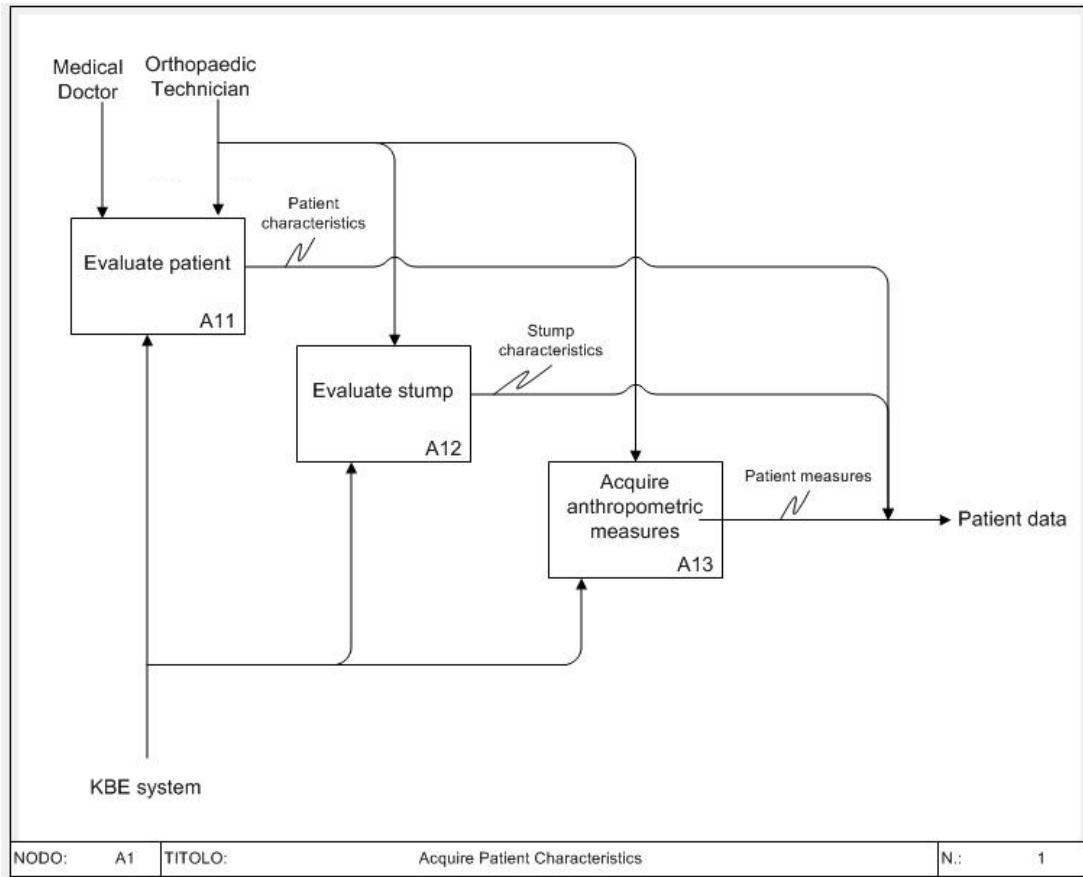 Medical
Doctor
Orthopaedic
Technician
Patient
characteristics
Evaluate patient
A11
Stump
characteristics
Evaluate stump
A12
Patient measures
Acquire
anthropometric
measures
A13
Patient data
KBE system
NODO: A1 TITOLO: Acquire Patient Characteristics N.: 1